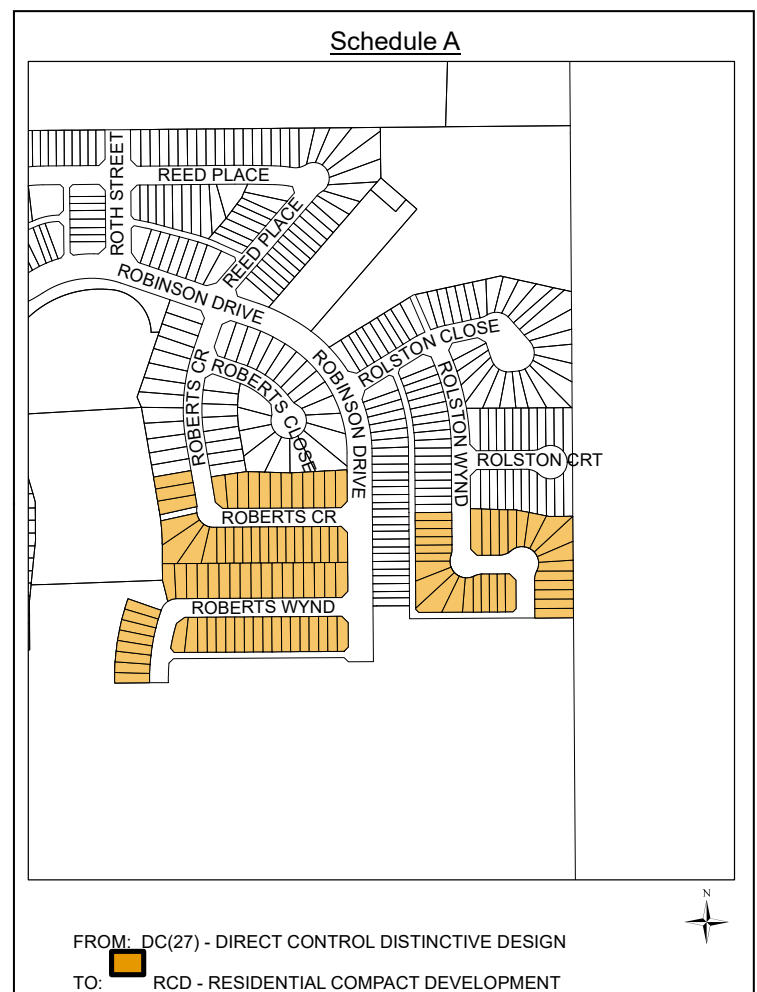 Schedule A
REED PLACE
ROTH STREET
REED PLACE
ROBINSON DRIVE
ROBINSON DRIVE
ROLSTON CLOSE
ROBERTS CR
ROBERTS CLOSE
ROLSTON WYND
ROLSTON CRT
ROBERTS CR
ROBERTS WYND
N
FROM: DC(27) - DIRECT CONTROL DISTINCTIVE DESIGN
TO: RCD - RESIDENTIAL COMPACT DEVELOPMENT